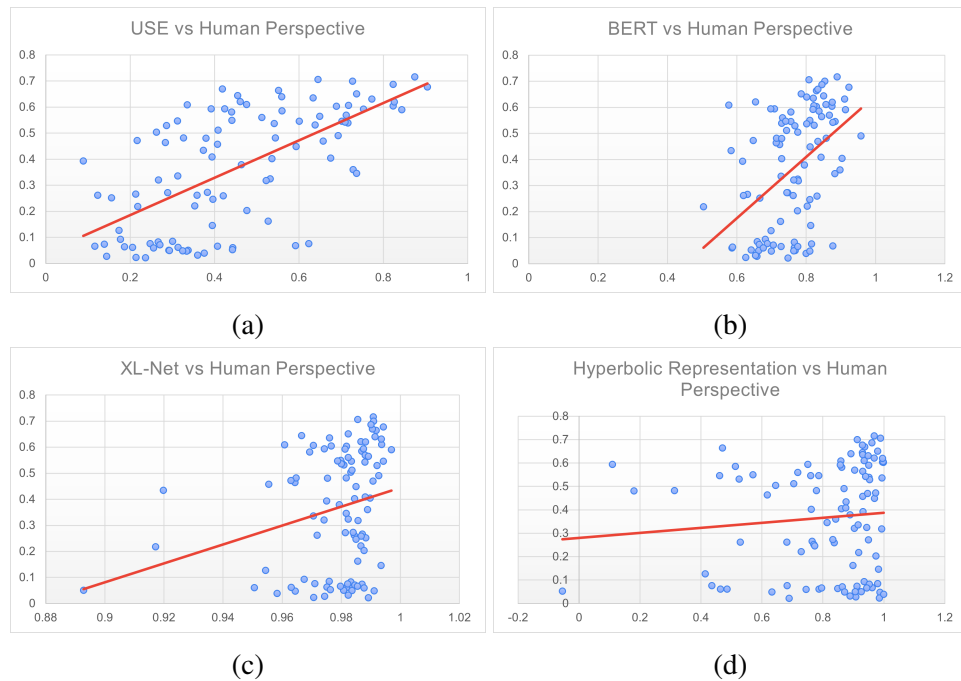 USE vs Human Perspective
0.8
0.7
0.6
0.5
0.4
0.3
0.2
0.1
0
0 0.2 0.4 0.6 0.8 1
(a)
BERT vs Human Perspective
0.8
0.7
0.6
0.5
0.4
0.3
0.2
0.1
0
0 0.2 0.4 0.6 0.8 1 1.2
(b)
XL-Net vs Human Perspective
0.8
0.7
0.6
0.5
0.4
0.3
0.2
0.1
0
0.88 0.9 0.92 0.94 0.96 0.98 1 1.02
(c)
Hyperbolic Representation vs Human
Perspective
0.8
0.7
0.6
0.5
0.4
0.3
0.2
0.1
0
-0.2 0 0.2 0.4 0.6 0.8 1 1.2
(d)